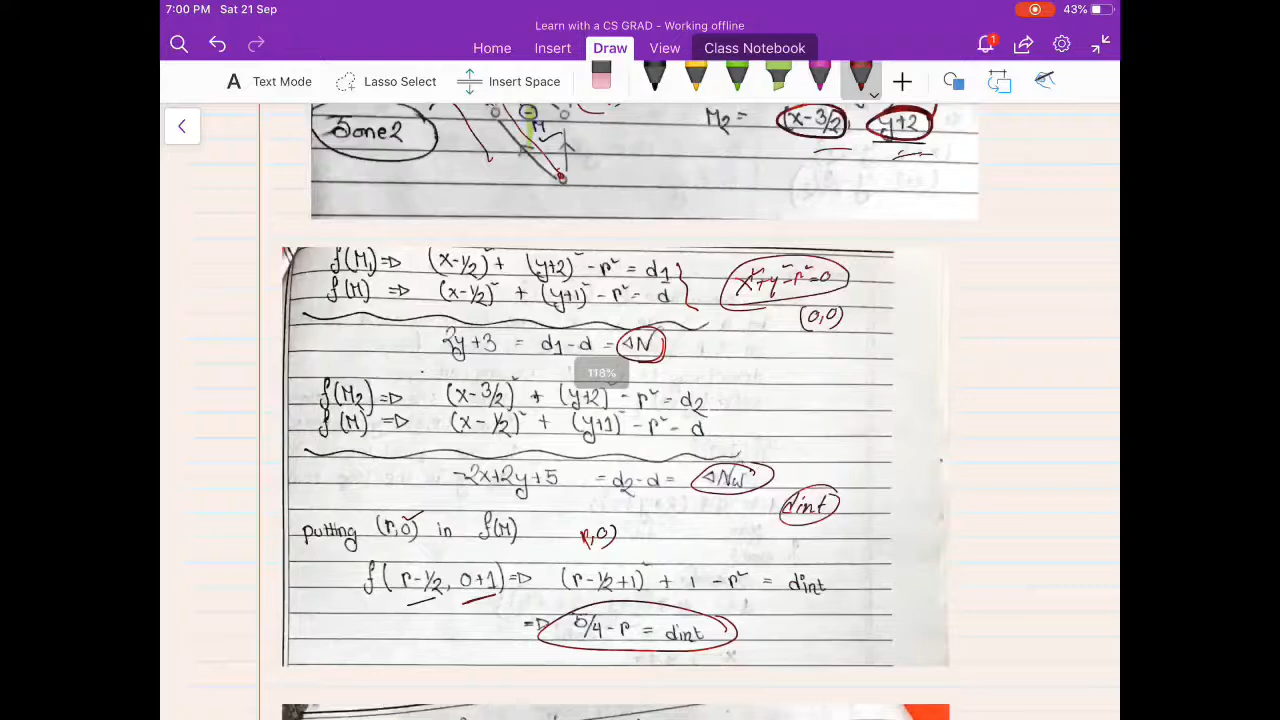 7:00 PM Sat 21 Sep
43%
Learn with a CS GRAD - Working offline
Home Insert Draw View Class Notebook
1
Text Mode Lasso Select Insert Space
Zone2
M
M2 = (x-3/2, y+2
f(M1) => (x-1/2)² + (y+2)² - r² = d1
f(M) => (x-1/2)² + (y+1)² - r² = d
x²+y²-r²=0
(0,0)
2y+3 = d1-d = ΔN
118%
f(M2) => (x-3/2)² + (y+2)² - r² = d2
f(M) => (x-1/2)² + (y+1)² - r² = d
-2x+2y+5 = d2-d = ΔNW
dint
putting (r,0) in f(M) r,0)
f(r-1/2, 0+1) => (r-1/2+1)² + 1 - r² = dint
=> 5/4 - r = dint